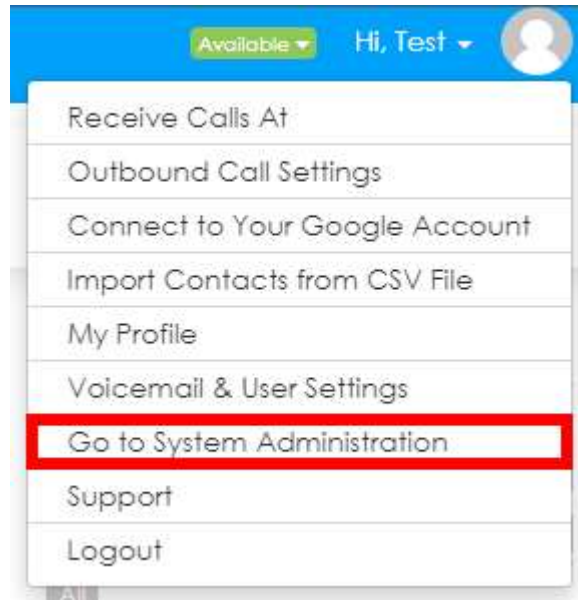 Available Hi, Test
Receive Calls At
Outbound Call Settings
Connect to Your Google Account
Import Contacts from CSV File
My Profile
Voicemail & User Settings
Go to System Administration
Support
Logout
All